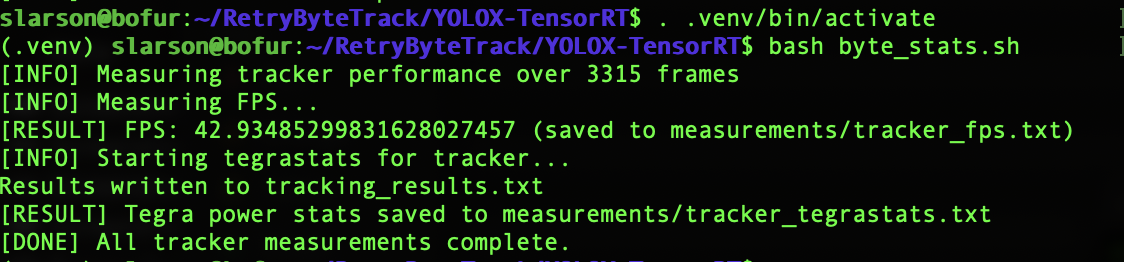 slarson@bofur:~/RetryByteTrack/YOLOX-TensorRT$ . .venv/bin/activate
(.venv) slarson@bofur:~/RetryByteTrack/YOLOX-TensorRT$ bash byte_stats.sh
[INFO] Measuring tracker performance over 3315 frames
[INFO] Measuring FPS...
[RESULT] FPS: 42.93485299831628027457 (saved to measurements/tracker_fps.txt)
[INFO] Starting tegrastats for tracker...
Results written to tracking_results.txt
[RESULT] Tegra power stats saved to measurements/tracker_tegrastats.txt
[DONE] All tracker measurements complete.